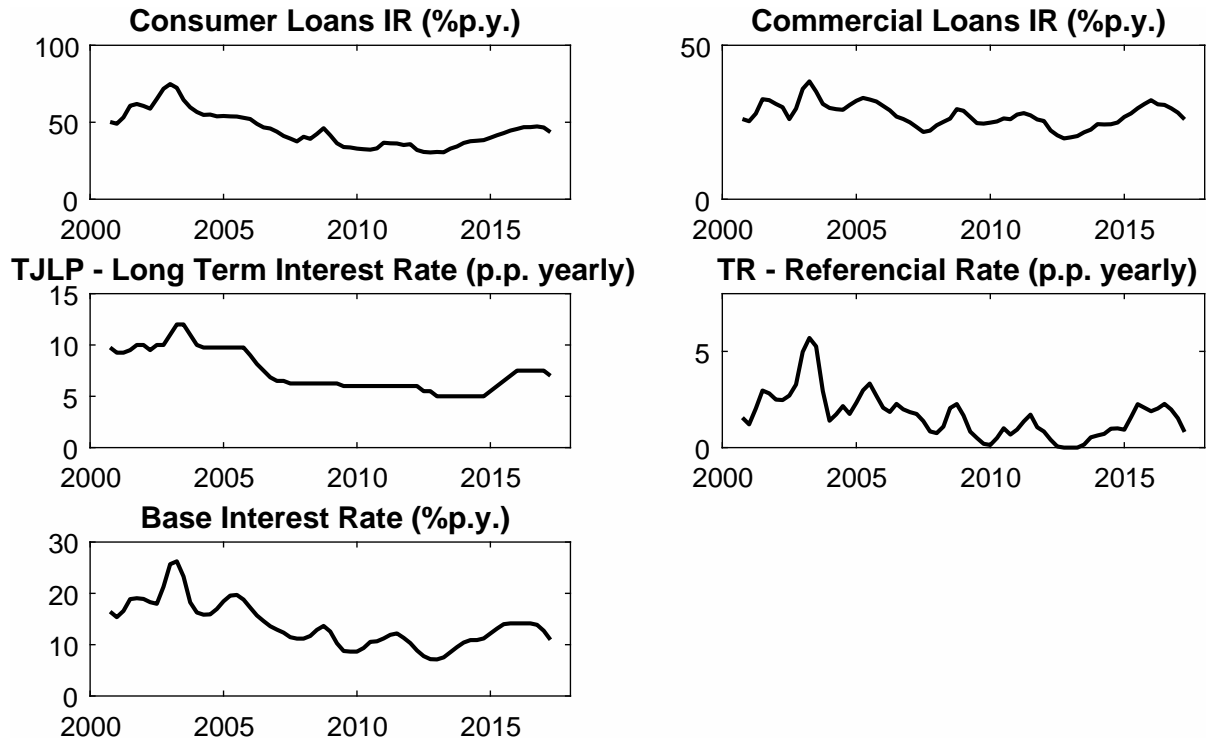 Consumer Loans IR (%p.y.)
100
50
0
2000 2005 2010 2015
Commercial Loans IR (%p.y.)
50
0
2000 2005 2010 2015
TJLP - Long Term Interest Rate (p.p. yearly)
15
10
5
0
2000 2005 2010 2015
TR - Referencial Rate (p.p. yearly)
5
0
2000 2005 2010 2015
Base Interest Rate (%p.y.)
30
20
10
0
2000 2005 2010 2015